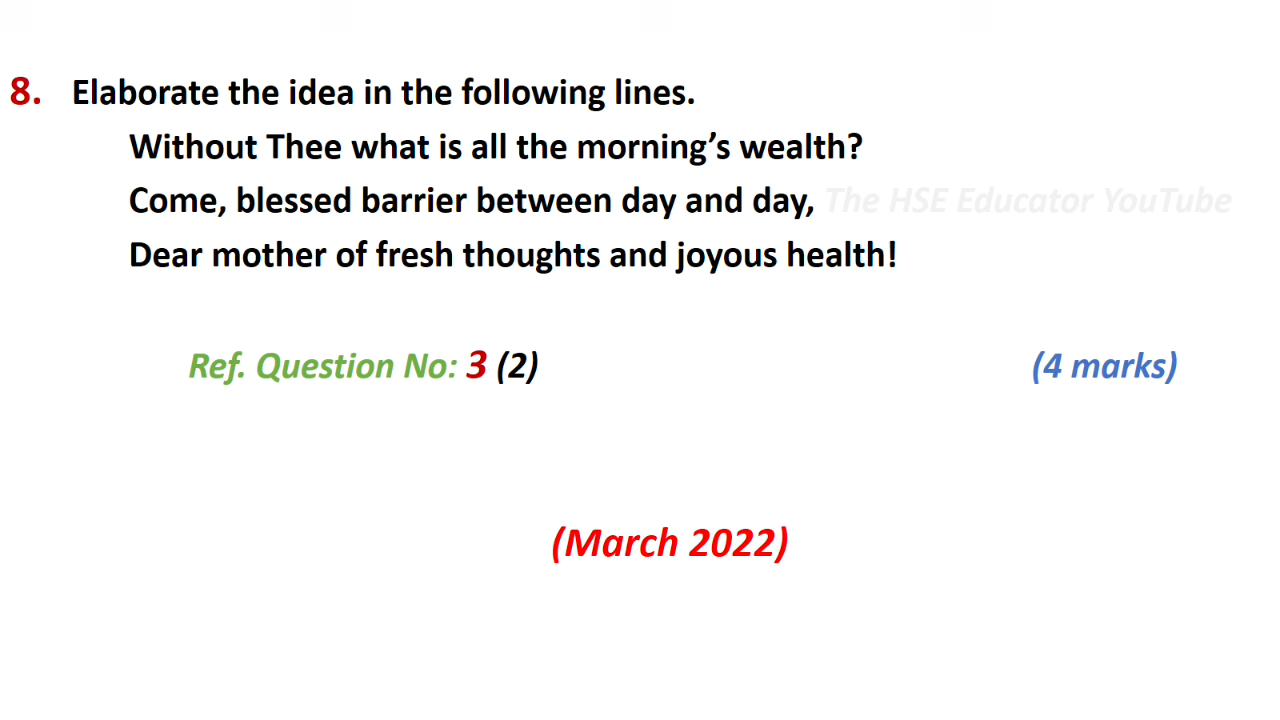 8. Elaborate the idea in the following lines.
Without Thee what is all the morning’s wealth?
Come, blessed barrier between day and day, The HSE Educator YouTube
Dear mother of fresh thoughts and joyous health!
Ref. Question No: 3 (2) (4 marks)
(March 2022)